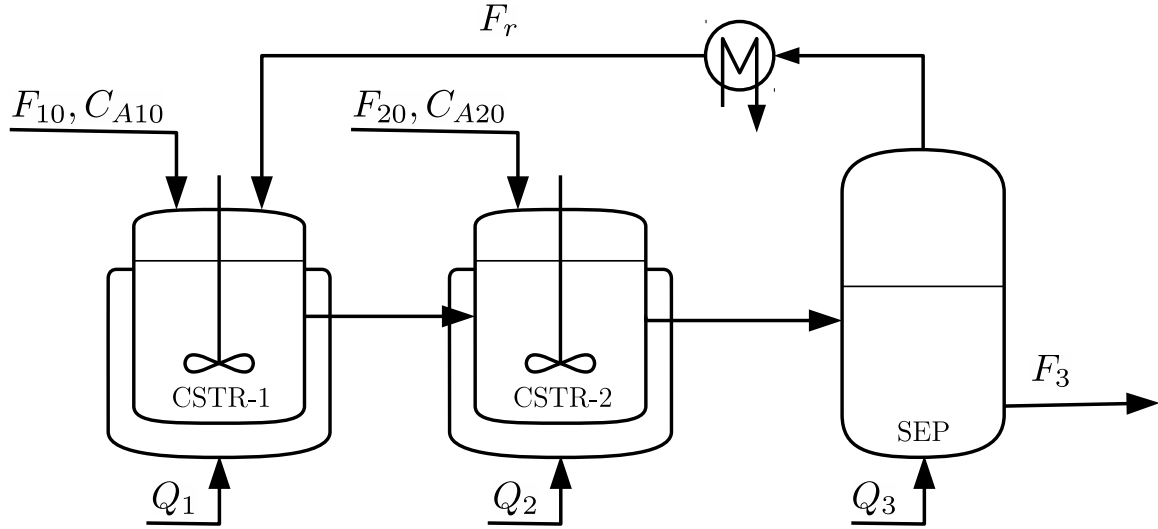 F_r
F_{10}, C_{A10}
F_{20}, C_{A20}
F_3
CSTR-1
CSTR-2
SEP
Q_1
Q_2
Q_3